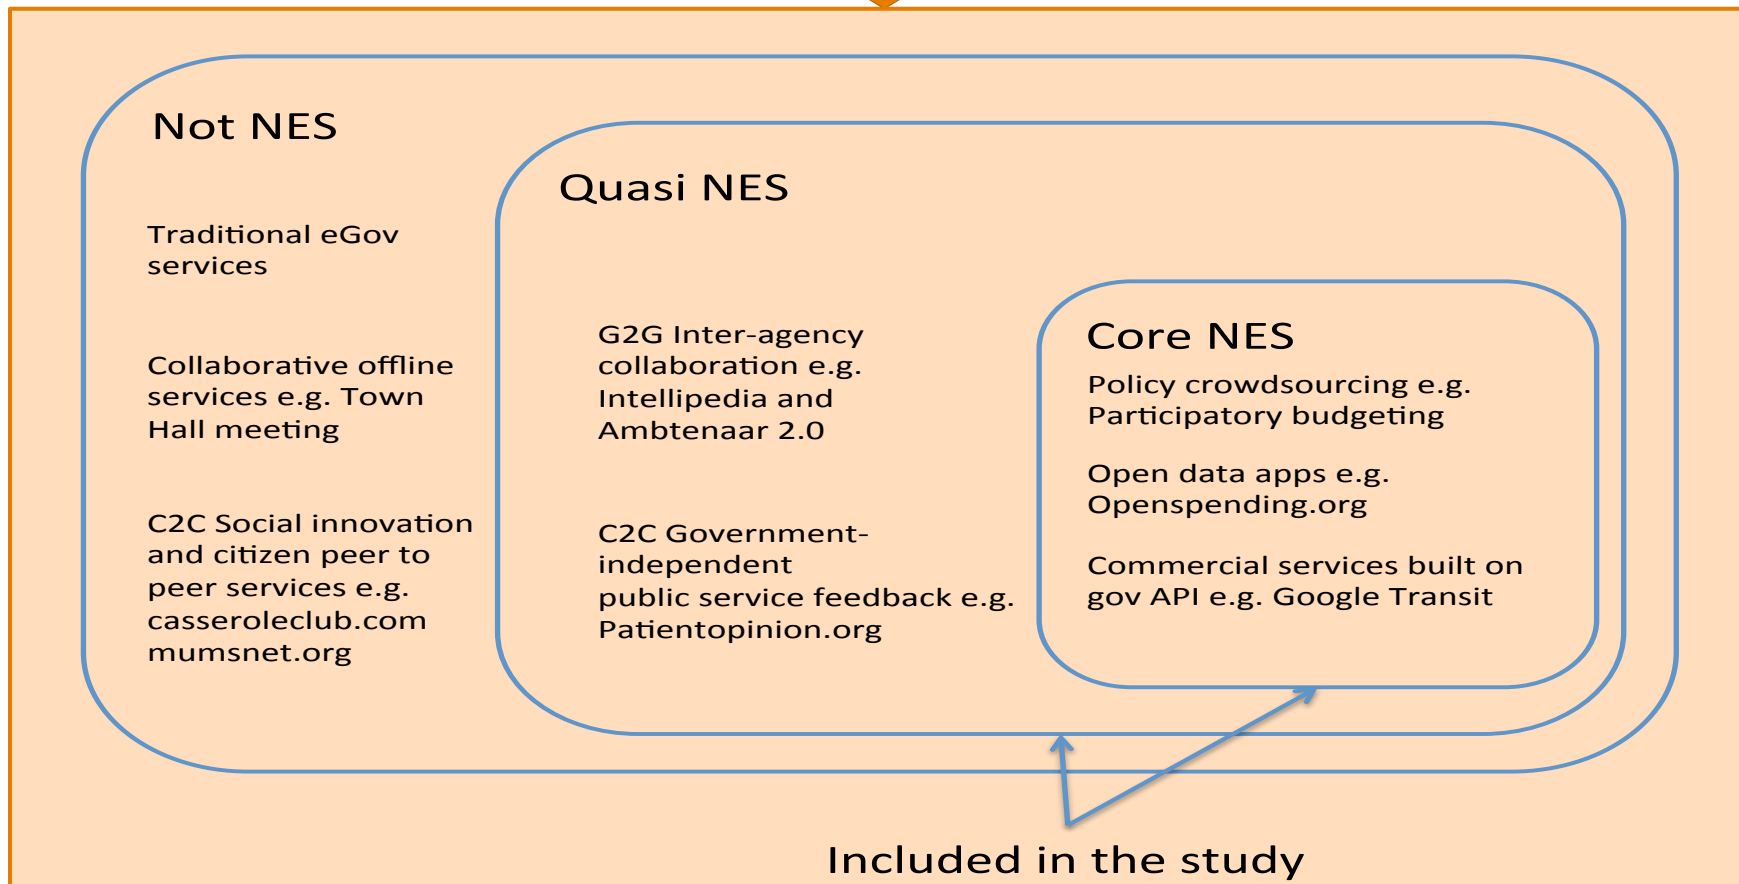 Not NES
Traditional eGov
services
Collaborative offline
services e.g. Town
Hall meeting
C2C Social innovation
and citizen peer to
peer services e.g.
casseroleclub.com
mumsnet.org
Quasi NES
G2G Inter-agency
collaboration e.g.
Intellipedia and
Ambtenaar 2.0
C2C Government-
independent
public service feedback e.g.
Patientopinion.org
Core NES
Policy crowdsourcing e.g.
Participatory budgeting
Open data apps e.g.
Openspending.org
Commercial services built on
gov API e.g. Google Transit
Included in the study